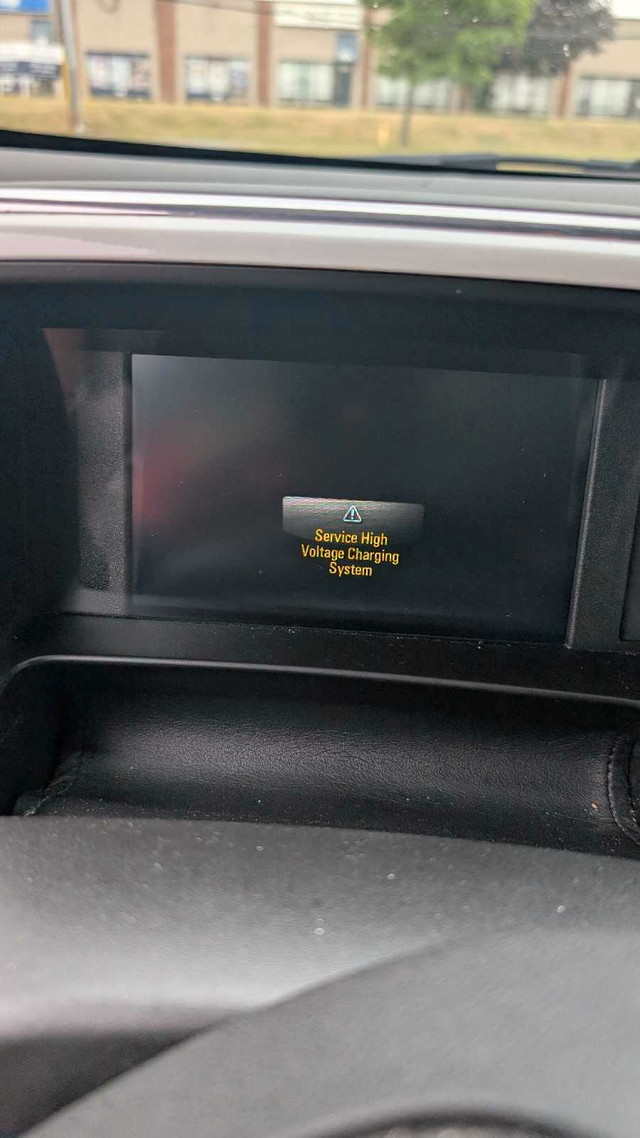 Service High
Voltage Charging
System